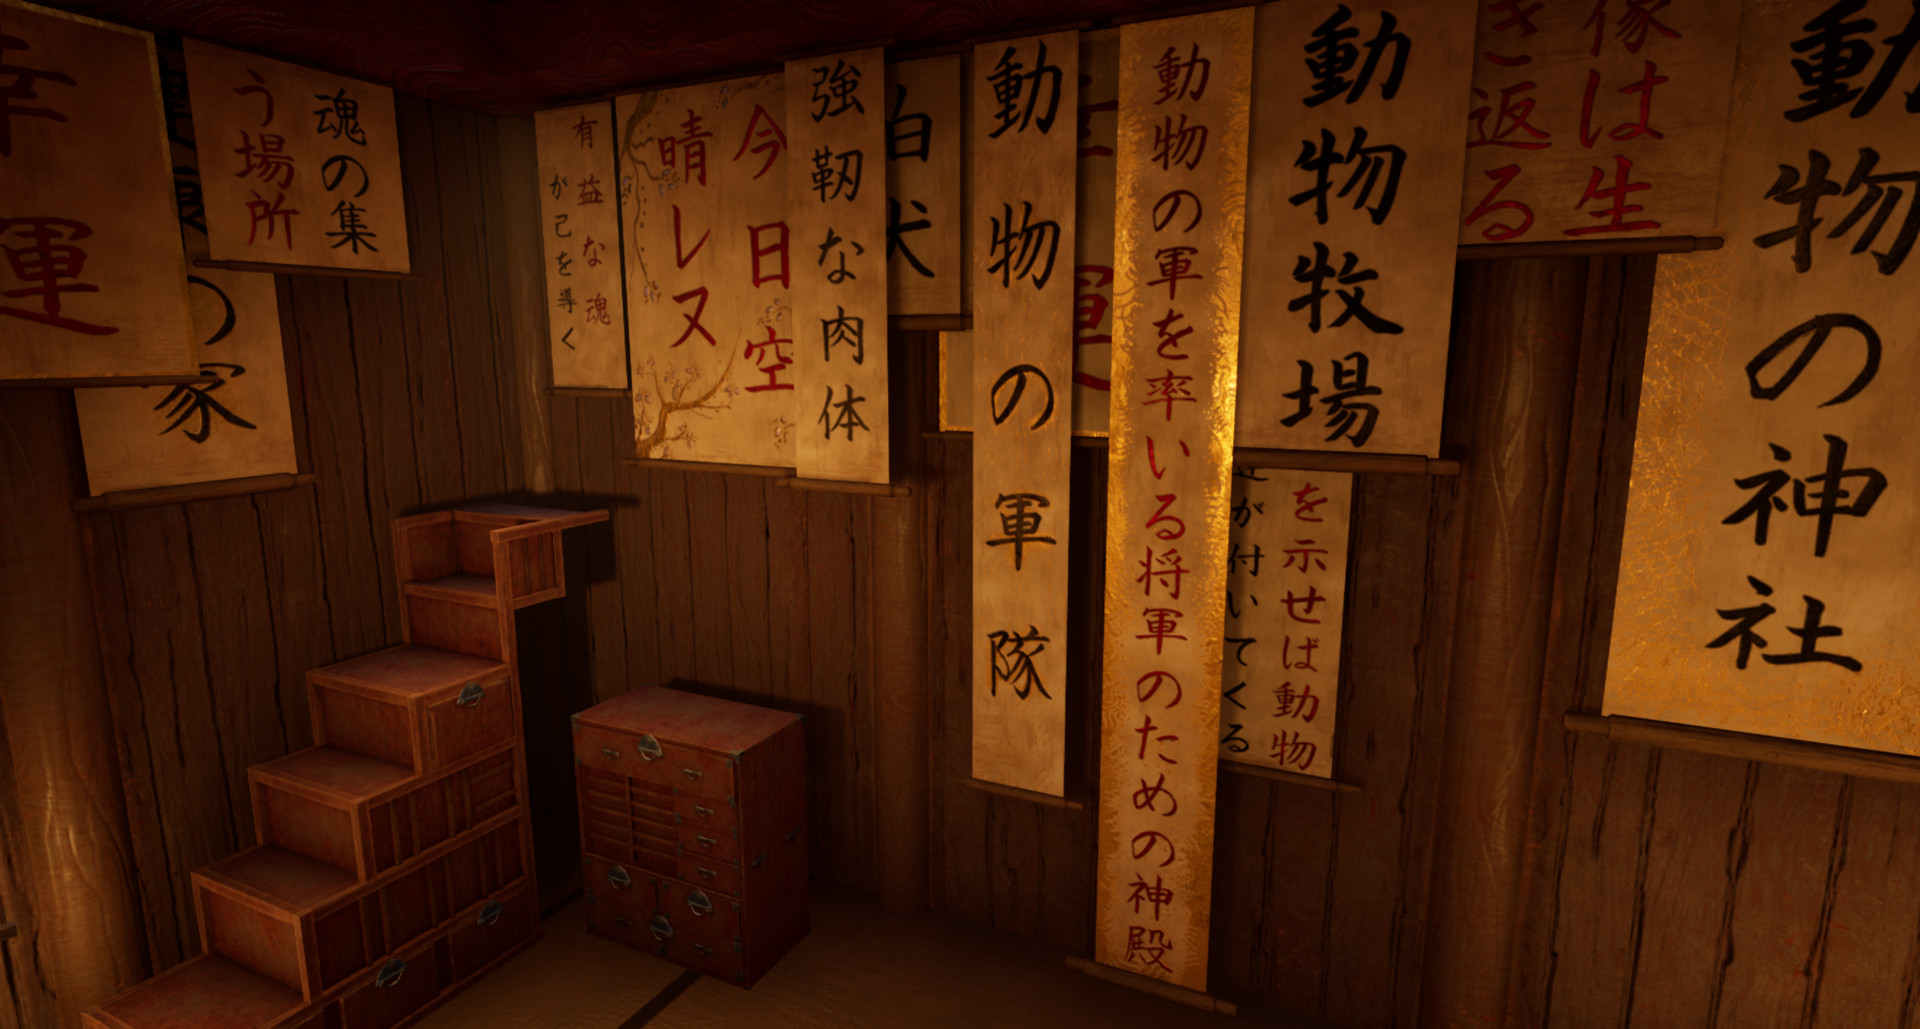 幸運
魂の集
う場所
の家
有益な魂
が己を導く
今日空
晴レヌ
強靭な肉体
白犬
動物の軍隊
動物の軍を率いる将軍のための神殿
動物牧場
を示せば動物
が付いてくる
像は生
き返る
動物の神社